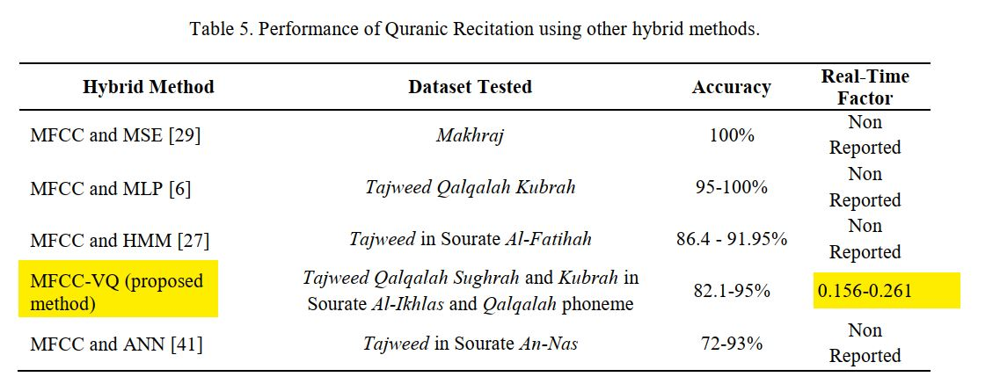 Table 5. Performance of Quranic Recitation using other hybrid methods.
Hybrid Method Dataset Tested Accuracy Real-Time Factor
MFCC and MSE [29] Makhraj 100% Non Reported
MFCC and MLP [6] Tajweed Qalqalah Kubrah 95-100% Non Reported
MFCC and HMM [27] Tajweed in Sourate Al-Fatihah 86.4 - 91.95% Non Reported
MFCC-VQ (proposed method) Tajweed Qalqalah Sughrah and Kubrah in Sourate Al-Ikhlas and Qalqalah phoneme 82.1-95% 0.156-0.261
MFCC and ANN [41] Tajweed in Sourate An-Nas 72-93% Non Reported